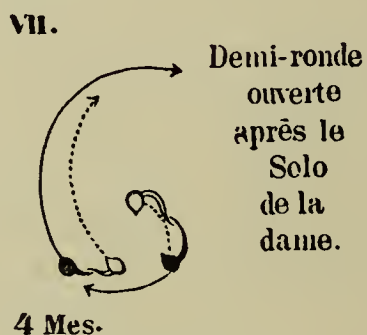 VII.
Demi-ronde
ouverte
après le
Solo
de la
dame.
4 Mes.